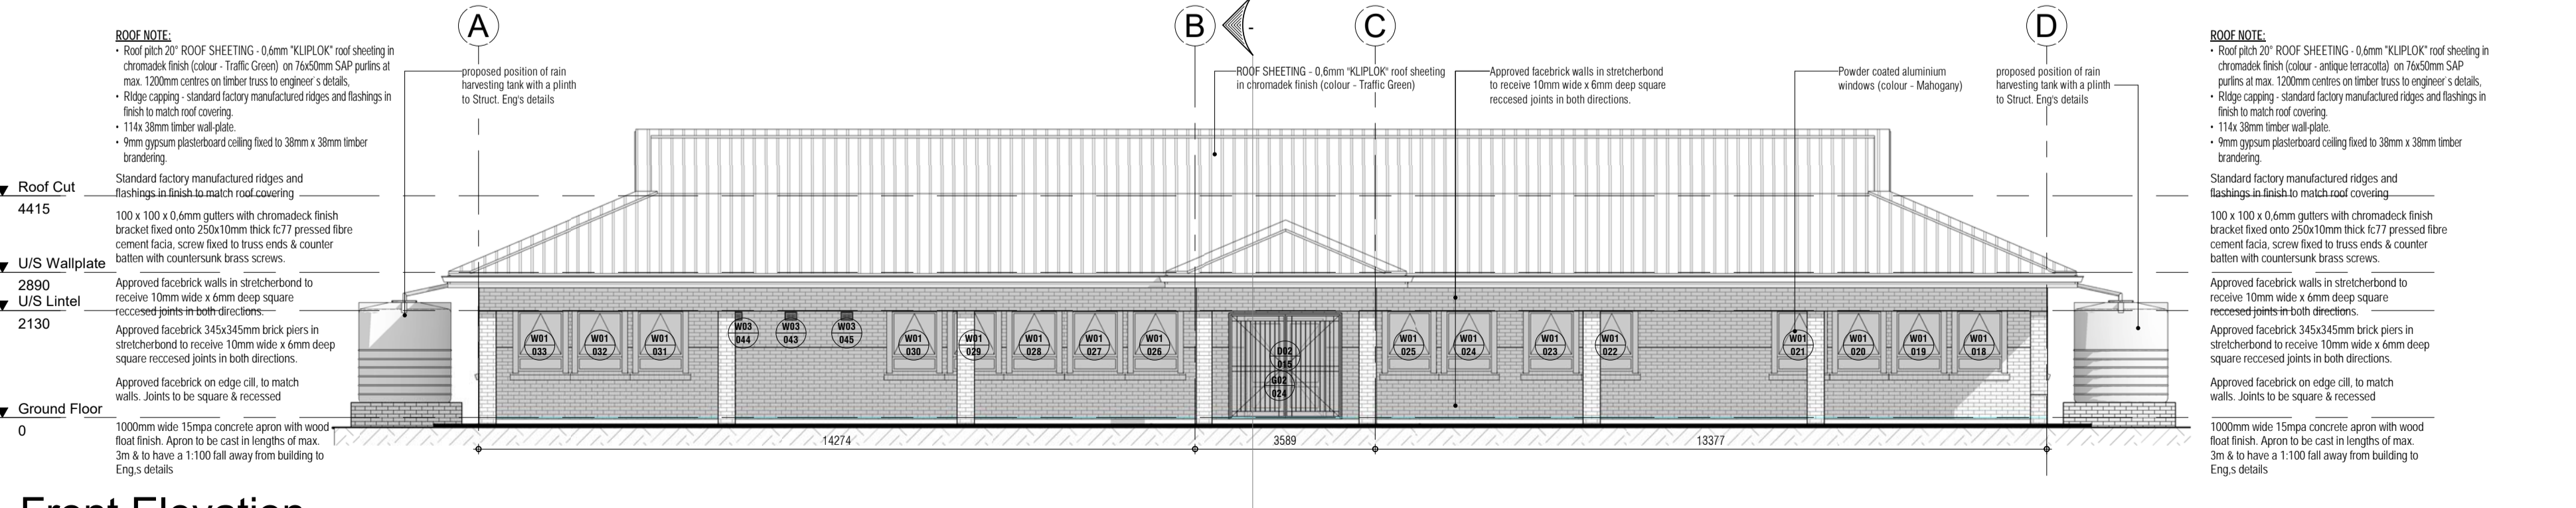 A
B
-
C
D
ROOF NOTE:
• Roof pitch 20° ROOF SHEETING - 0,6mm "KLIPLOK" roof sheeting in
chromadek finish (colour - Traffic Green) on 76x50mm SAP purlins at
max. 1200mm centres on timber truss to engineer`s details,
• RIdge capping - standard factory manufactured ridges and flashings in
finish to match roof covering.
• 114x 38mm timber wall-plate.
• 9mm gypsum plasterboard ceiling fixed to 38mm x 38mm timber
brandering.
Standard factory manufactured ridges and
flashings in finish to match roof covering
100 x 100 x 0,6mm gutters with chromadeck finish
bracket fixed onto 250x10mm thick fc77 pressed fibre
cement facia, screw fixed to truss ends & counter
batten with countersunk brass screws.
Approved facebrick walls in stretcherbond to
receive 10mm wide x 6mm deep square
reccesed joints in both directions.
Approved facebrick 345x345mm brick piers in
stretcherbond to receive 10mm wide x 6mm deep
square reccesed joints in both directions.
Approved facebrick on edge cill, to match
walls. Joints to be square & recessed
1000mm wide 15mpa concrete apron with wood
float finish. Apron to be cast in lengths of max.
3m & to have a 1:100 fall away from building to
Eng,s details
Roof Cut
4415
U/S Wallplate
2890
U/S Lintel
2130
Ground Floor
0
proposed position of rain
harvesting tank with a plinth
to Struct. Eng's details
ROOF SHEETING - 0,6mm "KLIPLOK" roof sheeting
in chromadek finish (colour - Traffic Green)
Approved facebrick walls in stretcherbond
to receive 10mm wide x 6mm deep square
reccesed joints in both directions.
Powder coated aluminium
windows (colour - Mahogany)
proposed position of rain
harvesting tank with a plinth
to Struct. Eng's details
W01
033
W01
032
W01
031
W03
044
W03
043
W03
045
W01
030
W01
029
W01
028
W01
027
W01
026
D02
015
G02
024
W01
025
W01
024
W01
023
W01
022
W01
021
W01
020
W01
019
W01
018
14274
3589
13377
ROOF NOTE:
• Roof pitch 20° ROOF SHEETING - 0,6mm "KLIPLOK" roof sheeting in
chromadek finish (colour - antique terracotta) on 76x50mm SAP
purlins at max. 1200mm centres on timber truss to engineer`s details,
• RIdge capping - standard factory manufactured ridges and flashings in
finish to match roof covering.
• 114x 38mm timber wall-plate.
• 9mm gypsum plasterboard ceiling fixed to 38mm x 38mm timber
brandering.
Standard factory manufactured ridges and
flashings in finish to match roof covering
100 x 100 x 0,6mm gutters with chromadeck finish
bracket fixed onto 250x10mm thick fc77 pressed fibre
cement facia, screw fixed to truss ends & counter
batten with countersunk brass screws.
Approved facebrick walls in stretcherbond to
receive 10mm wide x 6mm deep square
reccesed joints in both directions.
Approved facebrick 345x345mm brick piers in
stretcherbond to receive 10mm wide x 6mm deep
square reccesed joints in both directions.
Approved facebrick on edge cill, to match
walls. Joints to be square & recessed
1000mm wide 15mpa concrete apron with wood
float finish. Apron to be cast in lengths of max.
3m & to have a 1:100 fall away from building to
Eng,s details
Front Elevation